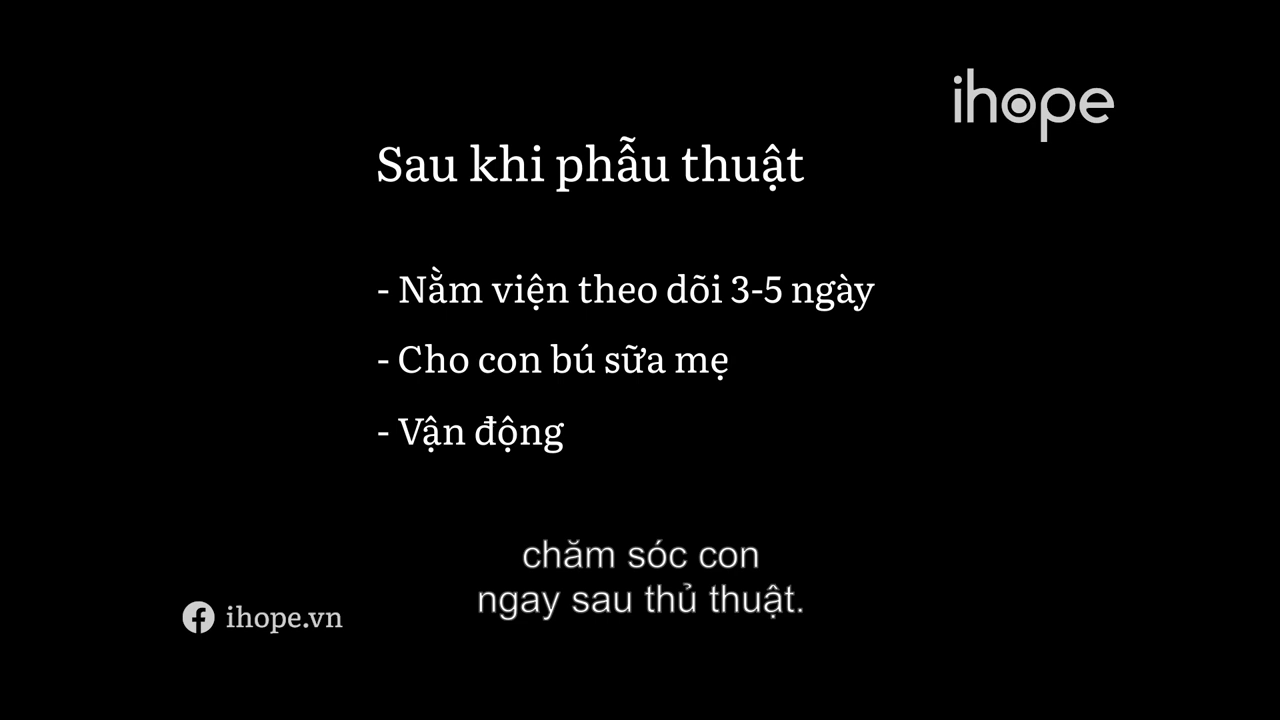 ihope
Sau khi phẫu thuật
- Nằm viện theo dõi 3-5 ngày
- Cho con bú sữa mẹ
- Vận động
chăm sóc con
ngay sau thủ thuật.
ihope.vn